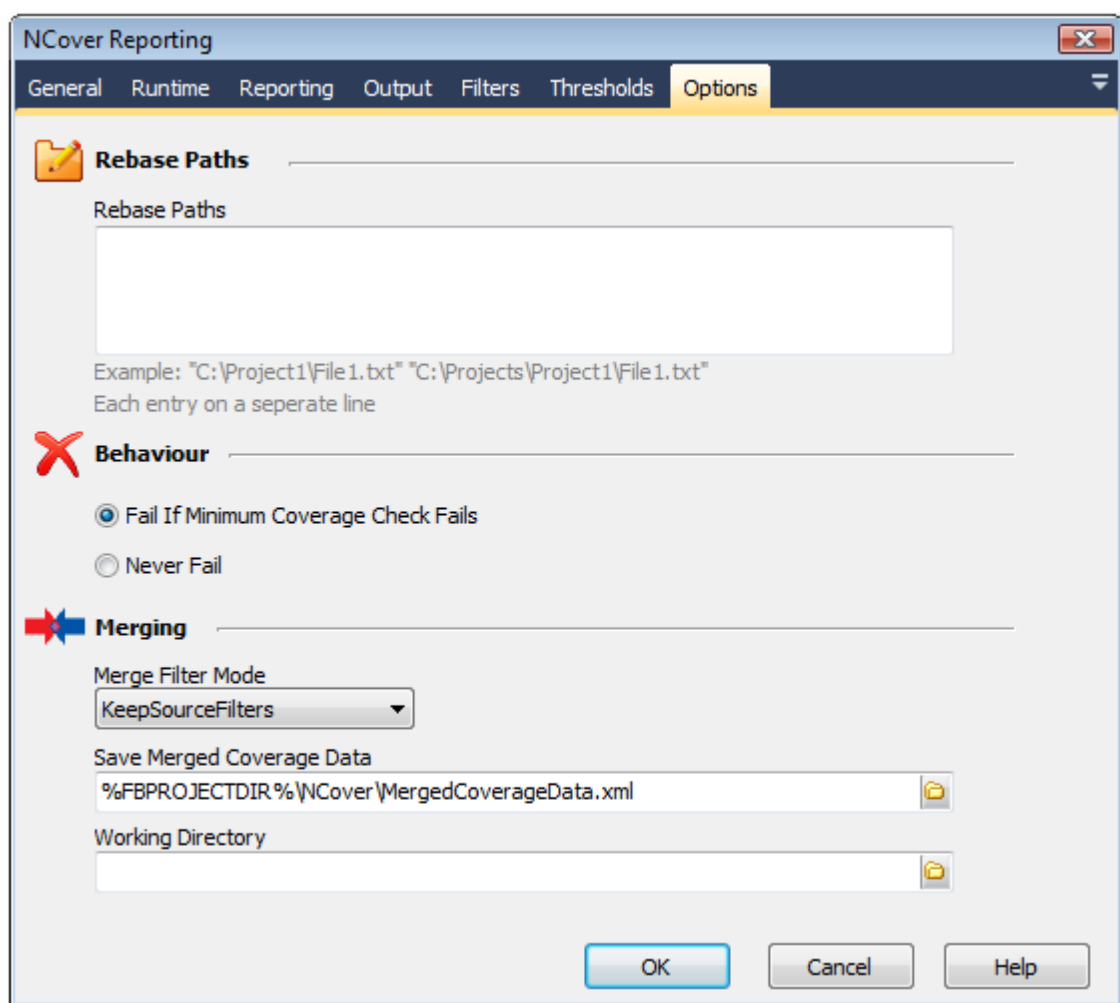 NCover Reporting
General Runtime Reporting Output Filters Thresholds Options
Rebase Paths
Rebase Paths
Example: "C:\Project1\File1.txt" "C:\Projects\Project1\File1.txt"
Each entry on a seperate line
Behaviour
Fail If Minimum Coverage Check Fails
Never Fail
Merging
Merge Filter Mode
KeepSourceFilters
Save Merged Coverage Data
%FBPROJECTDIR%\NCover\MergedCoverageData.xml
Working Directory
OK Cancel Help